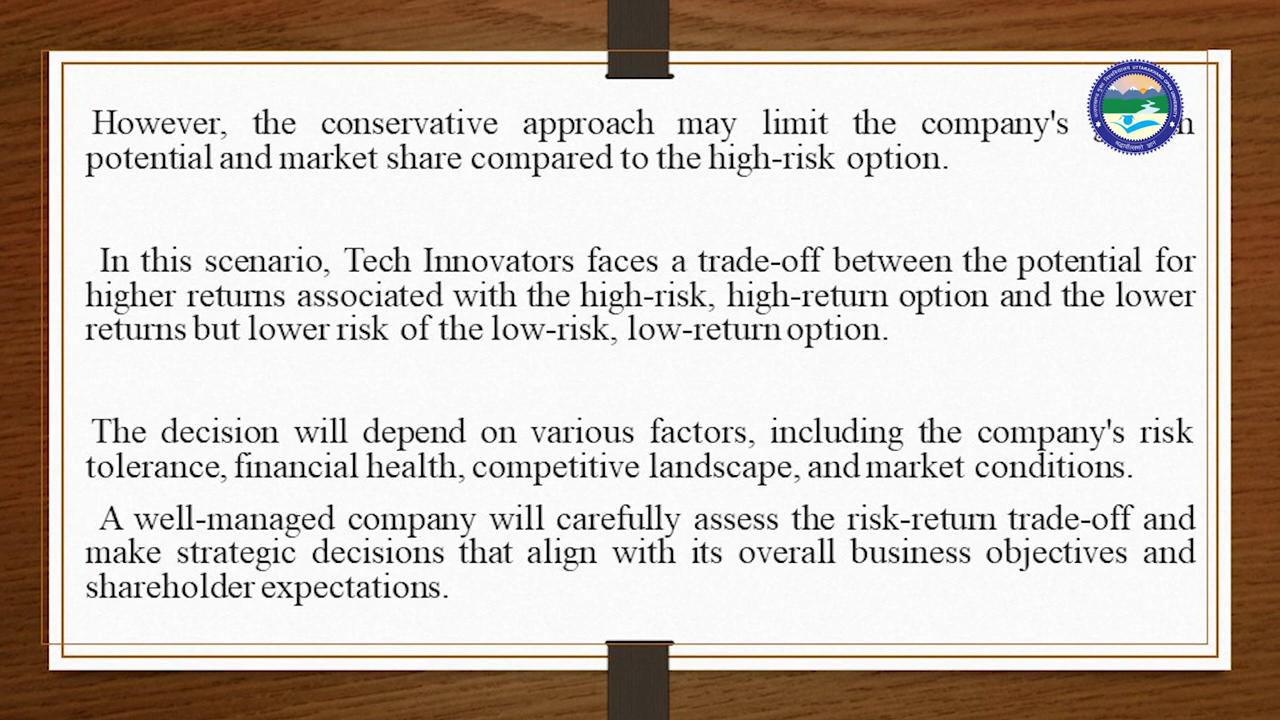 However, the conservative approach may limit the company's
potential and market share compared to the high-risk option.
In this scenario, Tech Innovators faces a trade-off between the potential for
higher returns associated with the high-risk, high-return option and the lower
returns but lower risk of the low-risk, low-return option.
The decision will depend on various factors, including the company's risk
tolerance, financial health, competitive landscape, and market conditions.
A well-managed company will carefully assess the risk-return trade-off and
make strategic decisions that align with its overall business objectives and
shareholder expectations.